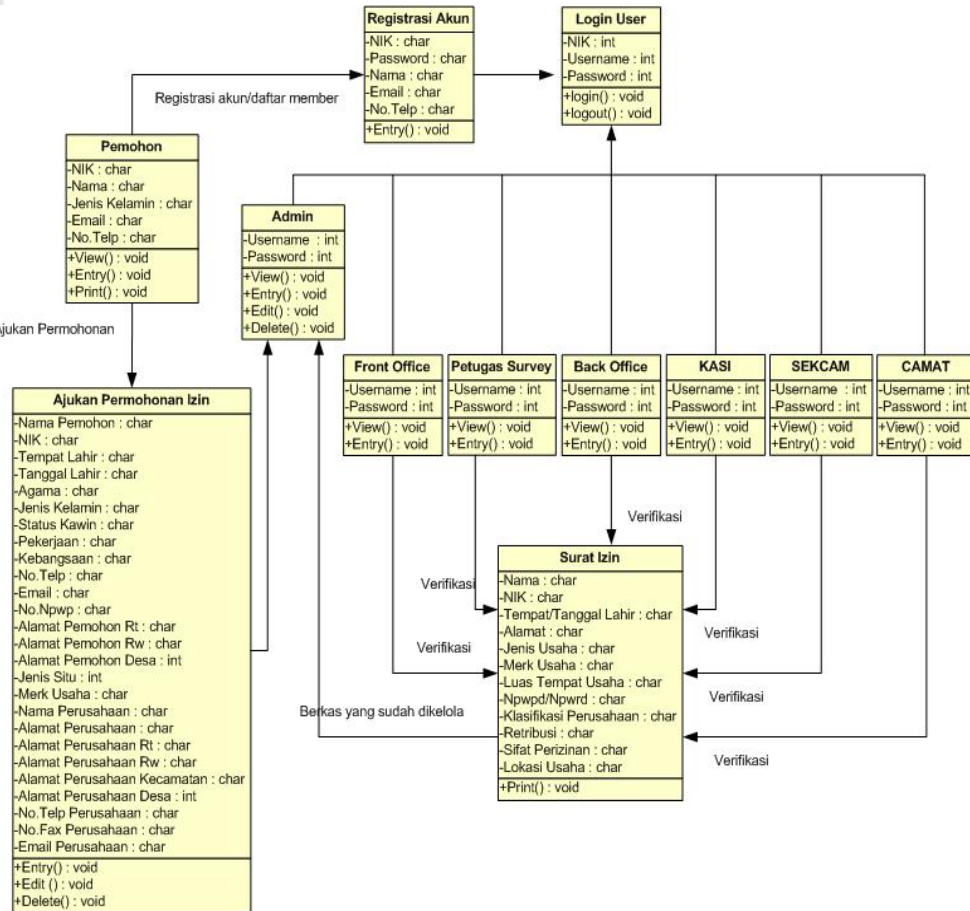 Registrasi Akun
-NIK : char
-Password : char
-Nama : char
-Email : char
-No.Telp : char
+Entry() : void
Login User
-NIK : int
-Username : int
-Password : int
+login() : void
+logout() : void
Registrasi akun/daftar member
Pemohon
-NIK : char
-Nama : char
-Jenis Kelamin : char
-Email : char
-No.Telp : char
+View() : void
+Entry() : void
+Print() : void
Admin
-Username : int
-Password : int
+View() : void
+Entry() : void
+Edit() : void
+Delete() : void
Ajukan Permohonan
Front Office
-Username : int
-Password : int
+View() : void
+Entry() : void
Petugas Survey
-Username : int
-Password : int
+View() : void
+Entry() : void
Back Office
-Username : int
-Password : int
+View() : void
+Entry() : void
KASI
-Username : int
-Password : int
+View() : void
+Entry() : void
SEKCAM
-Username : int
-Password : int
+View() : void
+Entry() : void
CAMAT
-Username : int
-Password : int
+View() : void
+Entry() : void
Ajukan Permohonan Izin
-Nama Pemohon : char
-NIK : char
-Tempat Lahir : char
-Tanggal Lahir : char
-Agama : char
-Jenis Kelamin : char
-Status Kawin : char
-Pekerjaan : char
-Kebangsaan : char
-No.Telp : char
-Email : char
-No.Npwp : char
-Alamat Pemohon Rt : char
-Alamat Pemohon Rw : char
-Alamat Pemohon Desa : int
-Jenis Situ : int
-Merk Usaha : char
-Nama Perusahaan : char
-Alamat Perusahaan : char
-Alamat Perusahaan Rt : char
-Alamat Perusahaan Rw : char
-Alamat Perusahaan Kecamatan : char
-Alamat Perusahaan Desa : int
-No.Telp Perusahaan : char
-No.Fax Perusahaan : char
-Email Perusahaan : char
+Entry() : void
+Edit () : void
+Delete() : void
Verifikasi
Verifikasi
Verifikasi
Verifikasi
Verifikasi
Verifikasi
Berkas yang sudah dikelola
Surat Izin
-Nama : char
-NIK : char
-Tempat/Tanggal Lahir : char
-Alamat : char
-Jenis Usaha : char
-Merk Usaha : char
-Luas Tempat Usaha : char
-Npwpd/Npwrd : char
-Klasifikasi Perusahaan : char
-Retribusi : char
-Sifat Perizinan : char
-Lokasi Usaha : char
+Print() : void